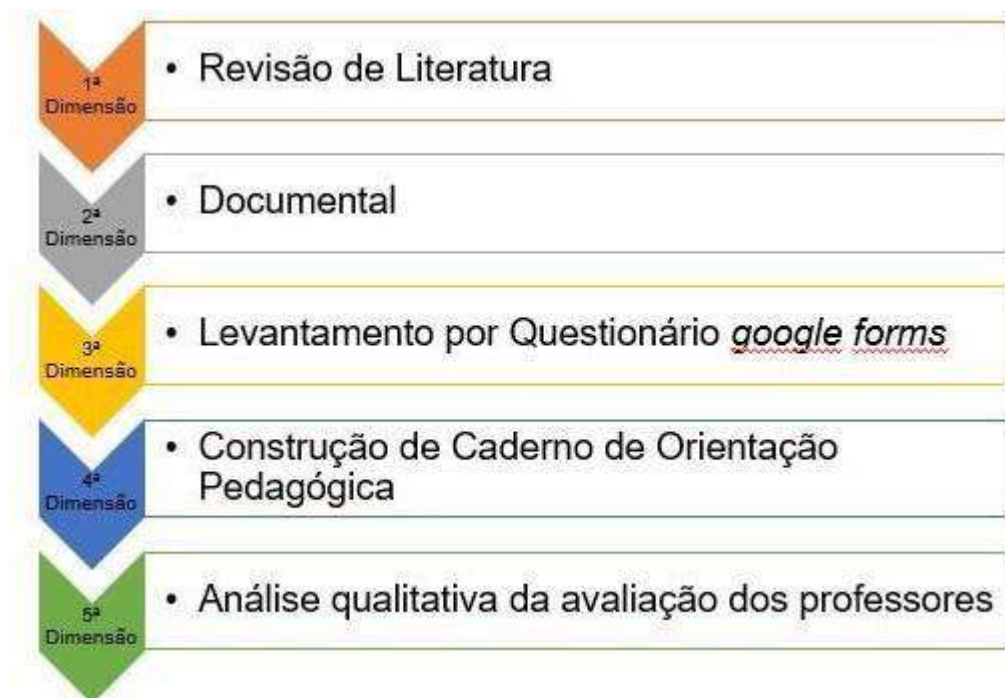 1ª
Dimensão
• Revisão de Literatura
2ª
Dimensão
• Documental
3ª
Dimensão
• Levantamento por Questionário google forms
4ª
Dimensão
• Construção de Caderno de Orientação
Pedagógica
5ª
Dimensão
• Análise qualitativa da avaliação dos professores